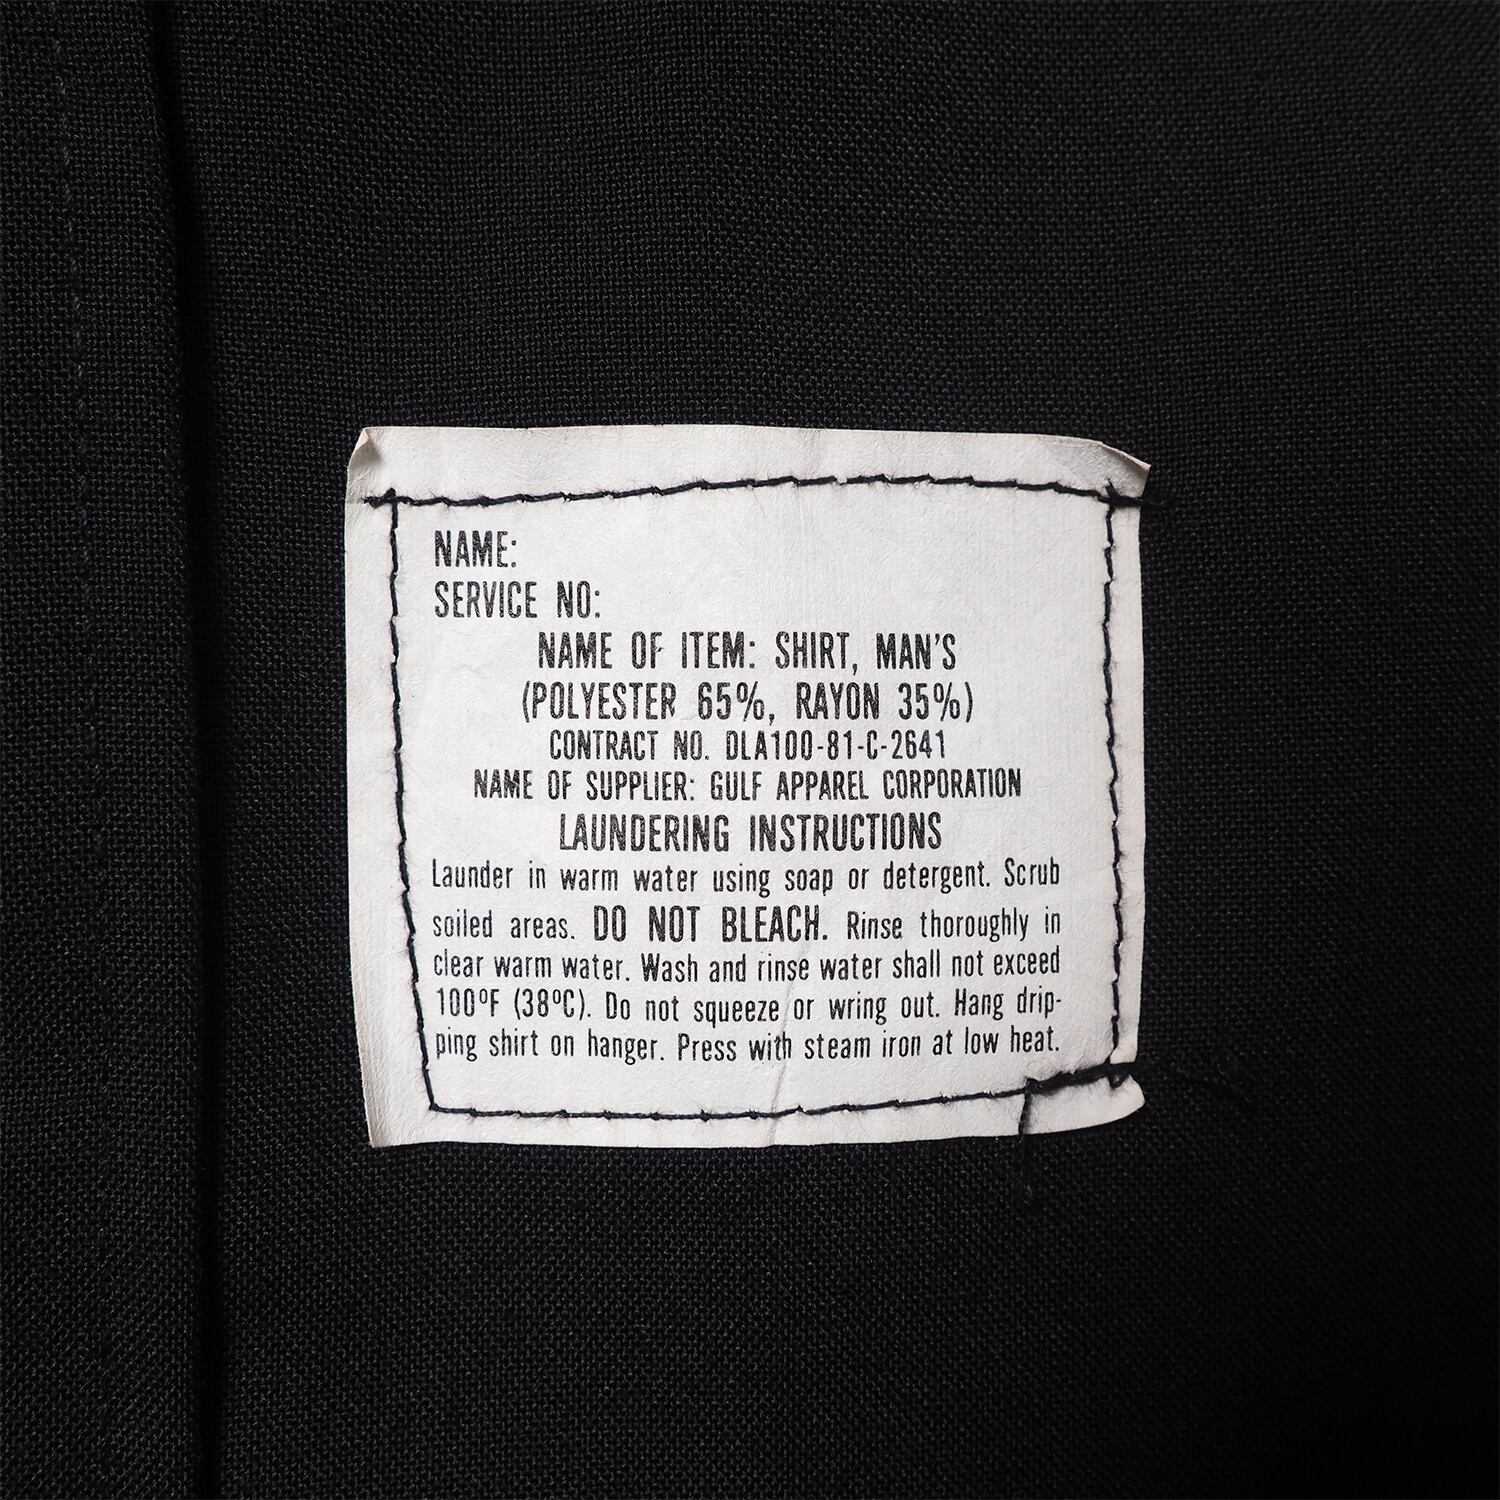 NAME:
SERVICE NO:
NAME OF ITEM: SHIRT, MAN'S
(POLYESTER 65%, RAYON 35%)
CONTRACT NO. DLA100-81-C-2641
NAME OF SUPPLIER: GULF APPAREL CORPORATION
LAUNDERING INSTRUCTIONS
Launder in warm water using soap or detergent. Scrub
soiled areas. DO NOT BLEACH. Rinse thoroughly in
clear warm water. Wash and rinse water shall not exceed
100ºF (38ºC). Do not squeeze or wring out. Hang drip-
ping shirt on hanger. Press with steam iron at low heat.